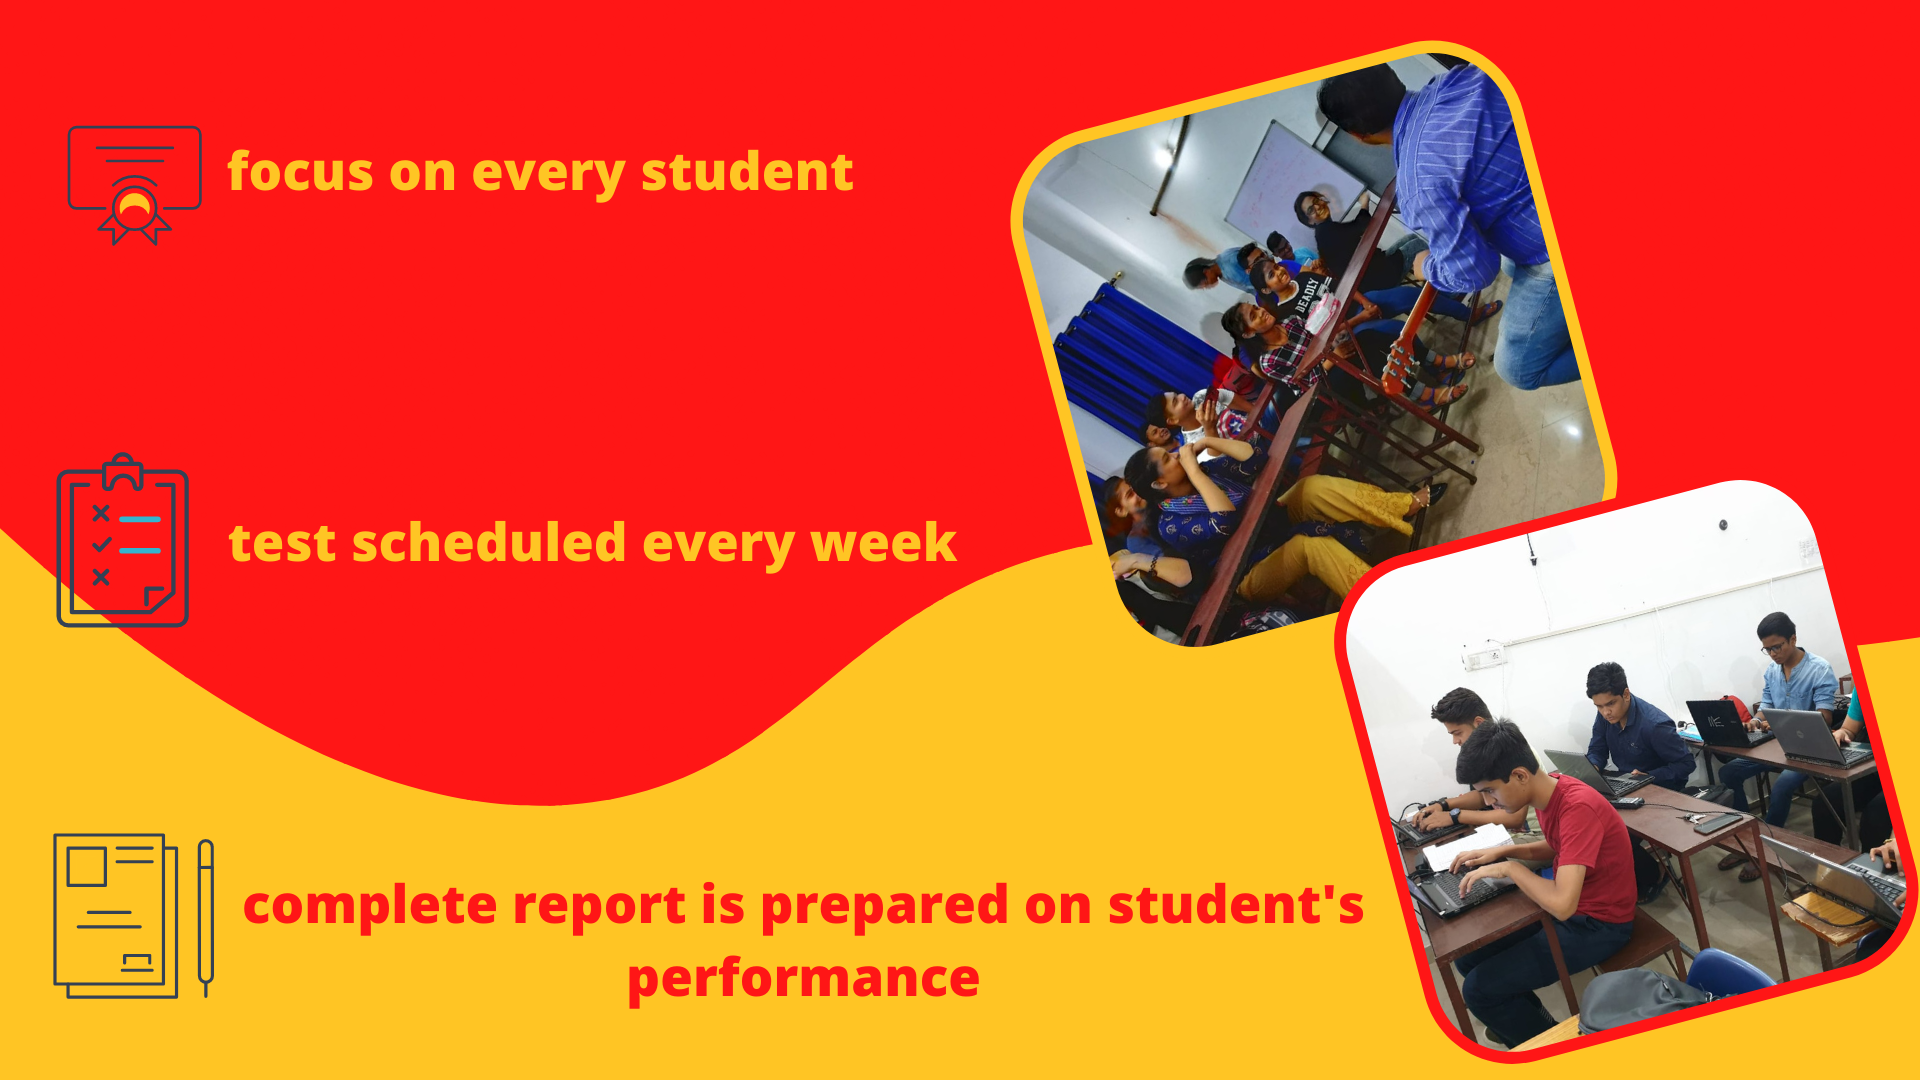 focus on every student
DEADLY
test scheduled every week
complete report is prepared on student's
performance